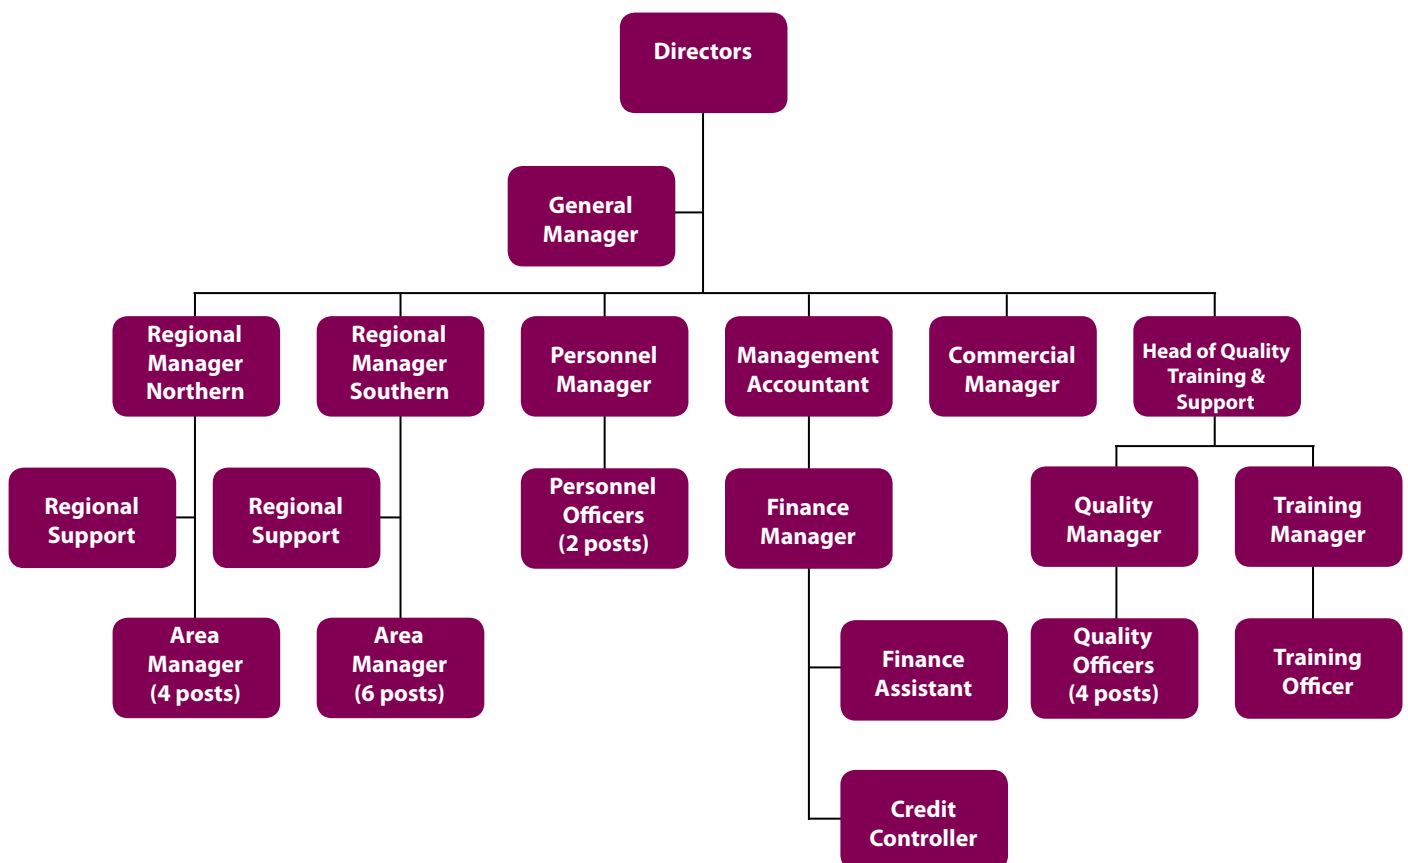 Directors
General
Manager
Regional
Manager
Northern
Regional
Manager
Southern
Personnel
Manager
Management
Accountant
Commercial
Manager
Head of Quality
Training &
Support
Regional
Support
Regional
Support
Personnel
Officers
(2 posts)
Finance
Manager
Quality
Manager
Training
Manager
Area
Manager
(4 posts)
Area
Manager
(6 posts)
Finance
Assistant
Quality
Officers
(4 posts)
Training
Officer
Credit
Controller